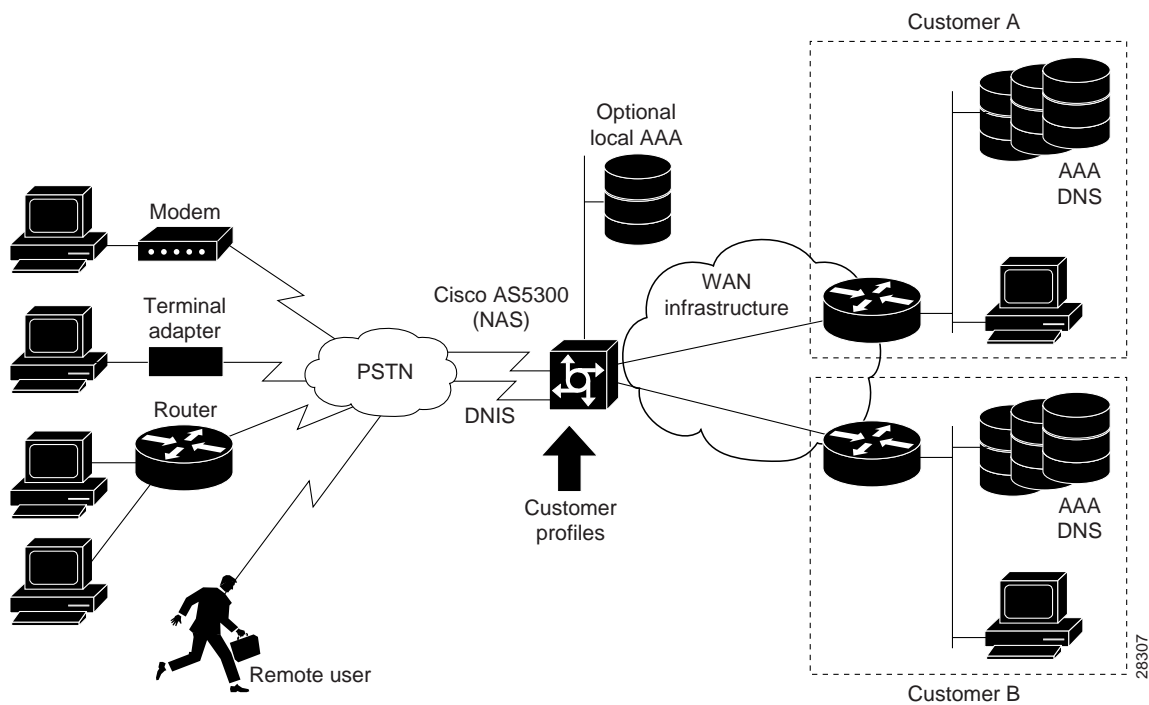 Customer A
Optional
local AAA
AAA
DNS
Modem
Cisco AS5300
(NAS)
WAN
infrastructure
Terminal
adapter
PSTN
DNIS
Router
Customer
profiles
AAA
DNS
Remote user
Customer B
28307